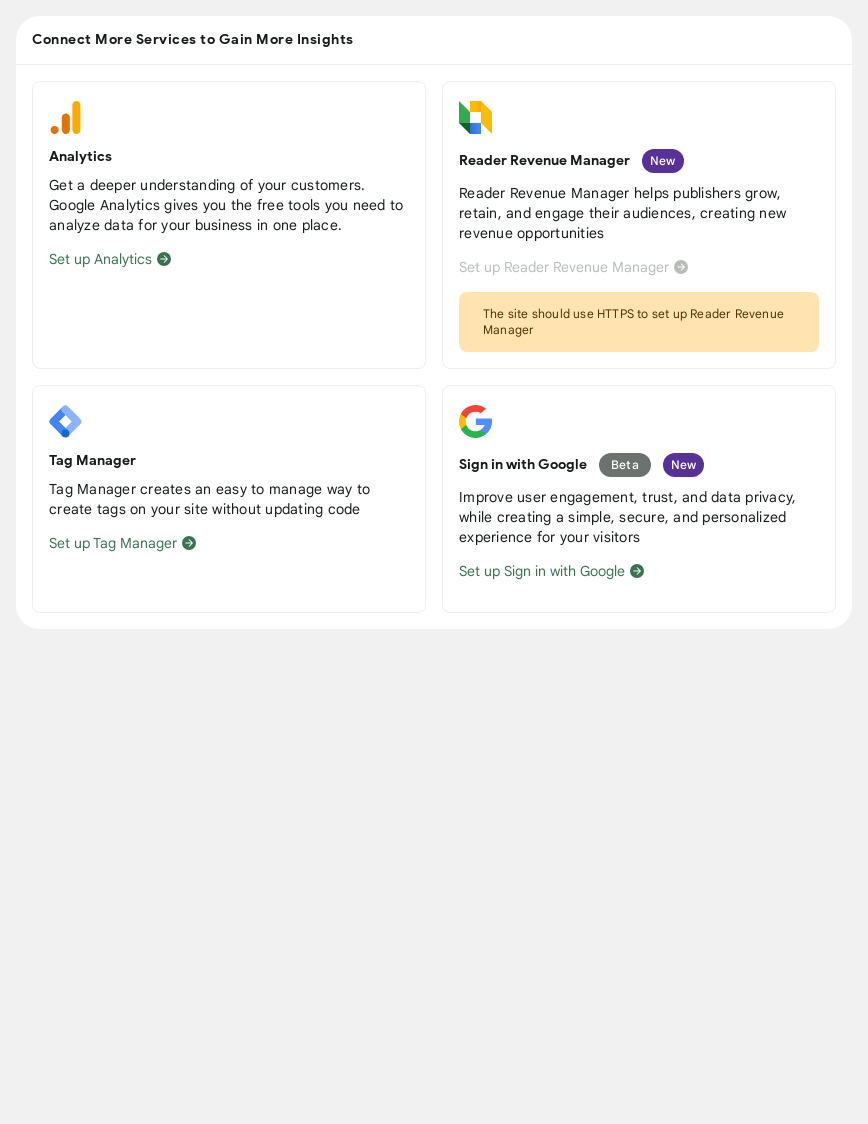 Connect More Services to Gain More Insights
Analytics
Get a deeper understanding of your customers.
Google Analytics gives you the free tools you need to
analyze data for your business in one place.
Set up Analytics
Reader Revenue Manager New
Reader Revenue Manager helps publishers grow,
retain, and engage their audiences, creating new
revenue opportunities
Set up Reader Revenue Manager
The site should use HTTPS to set up Reader Revenue
Manager
Tag Manager
Tag Manager creates an easy to manage way to
create tags on your site without updating code
Set up Tag Manager
Sign in with Google Beta New
Improve user engagement, trust, and data privacy,
while creating a simple, secure, and personalized
experience for your visitors
Set up Sign in with Google